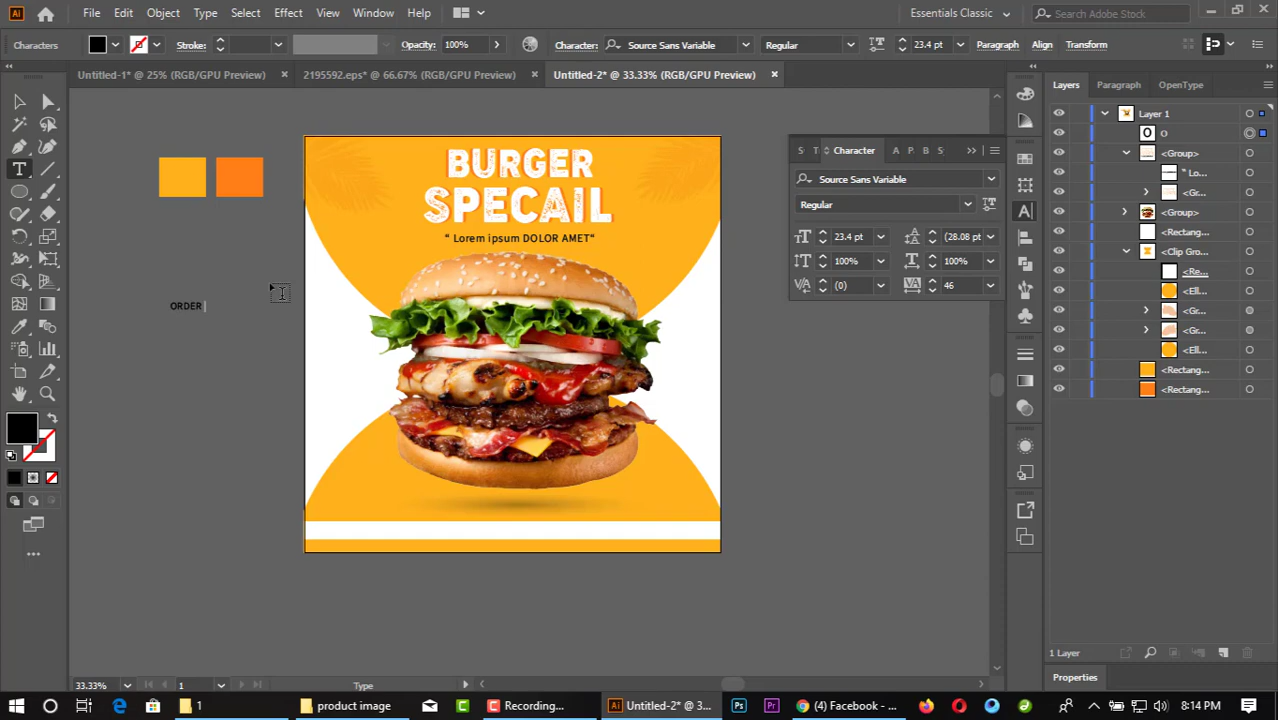 Ai File Edit Object Type Select Effect View Window Help Essentials Classic Search Adobe Stock
Characters Stroke: Opacity: 100% Character: Source Sans Variable Regular 23.4 pt Paragraph Align Transform
Untitled-1* @ 25% (RGB/GPU Preview) 2195592.eps* @ 66.67% (RGB/GPU Preview) Untitled-2* @ 33.33% (RGB/GPU Preview)
Layers Paragraph OpenType
Layer 1
O
<Group>
" Lo...
<Gr...
<Group>
<Rectang...
<Clip Gro...
<Re...
<Ell...
<Gr...
<Gr...
<Ell...
<Rectang...
<Rectang...
1 Layer
Properties
S T Character A P B S
Source Sans Variable
Regular
23.4 pt (28.08 pt
100% 100%
(0) 46
BURGER
SPECAIL
“ Lorem ipsum DOLOR AMET“
ORDER
33.33% 1 Type
1 product image Recording... Untitled-2* @ 3... (4) Facebook - ... 8:14 PM